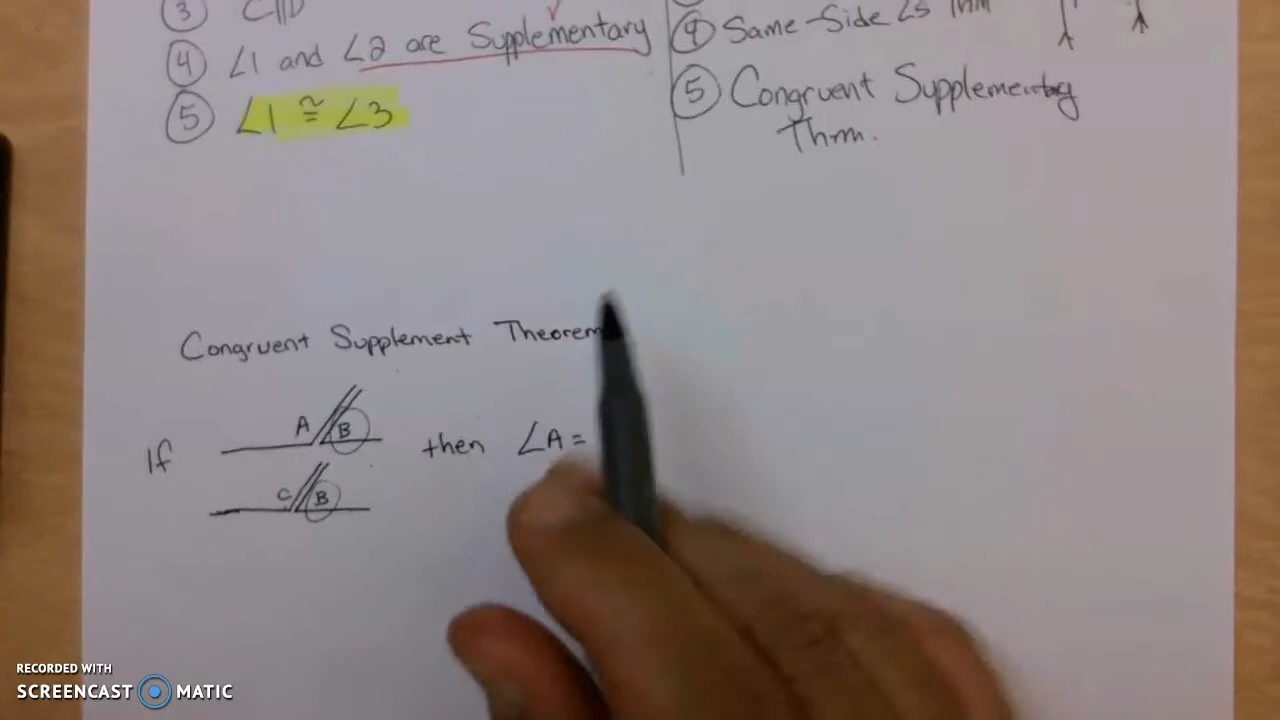 ③ C||D
④ ∠1 and ∠2 are Supplementary
⑤ ∠1 ≅ ∠3
④ Same-Side ∠s Thm
⑤ Congruent Supplementary
Thrm.
Congruent Supplement Theorem
If A B then ∠A =
C B
RECORDED WITH
SCREENCAST MATIC